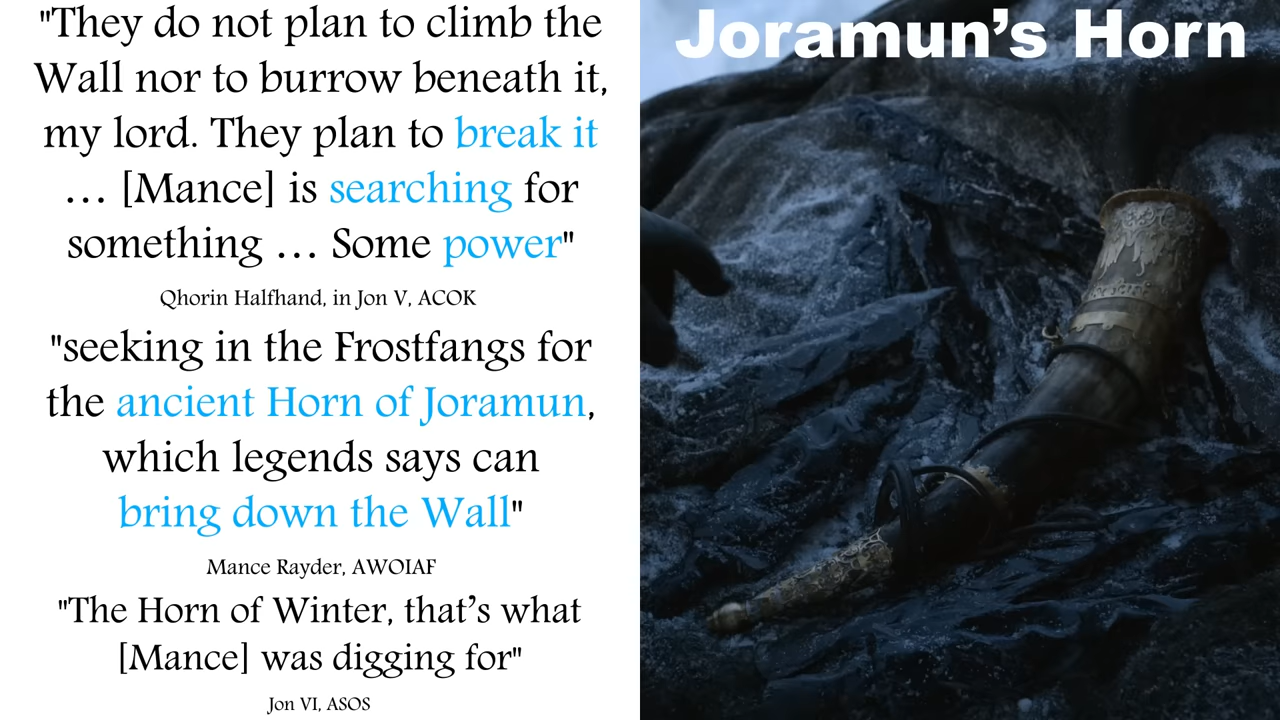 "They do not plan to climb the
Wall nor to burrow beneath it,
my lord. They plan to break it
… [Mance] is searching for
something … Some power"
Qhorin Halfhand, in Jon V, ACOK
"seeking in the Frostfangs for
the ancient Horn of Joramun,
which legends says can
bring down the Wall"
Mance Rayder, AWOIAF
"The Horn of Winter, that’s what
[Mance] was digging for"
Jon VI, ASOS
Joramun’s Horn